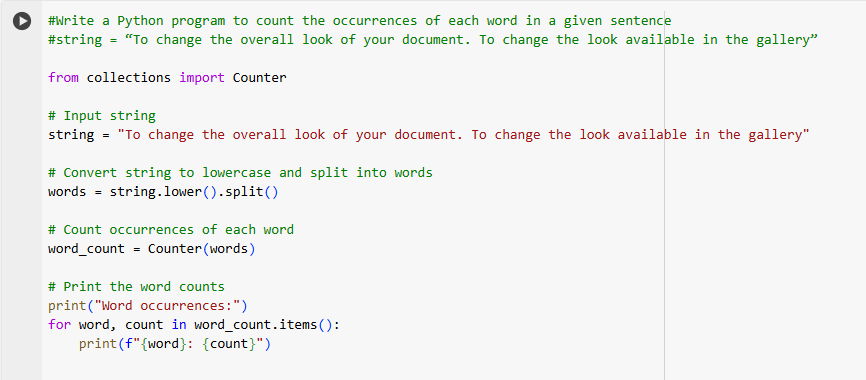 #Write a Python program to count the occurrences of each word in a given sentence
#string = “To change the overall look of your document. To change the look available in the gallery”
from collections import Counter
# Input string
string = "To change the overall look of your document. To change the look available in the gallery"
# Convert string to lowercase and split into words
words = string.lower().split()
# Count occurrences of each word
word_count = Counter(words)
# Print the word counts
print("Word occurrences:")
for word, count in word_count.items():
    print(f"{word}: {count}")